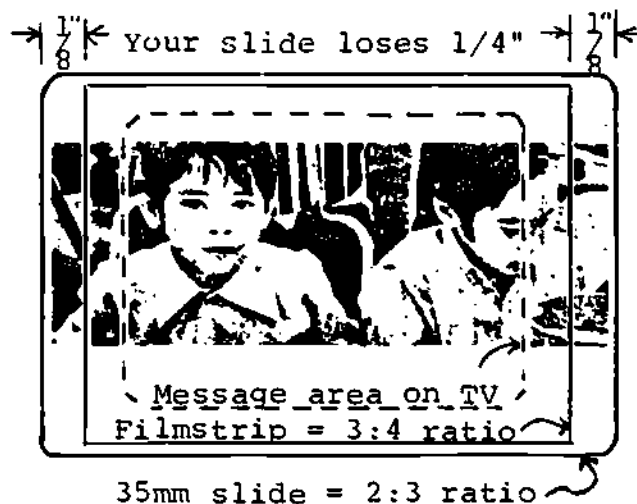 1/8"
Your slide loses 1/4"
1/8"
Message area on TV
Filmstrip = 3:4 ratio
35mm slide = 2:3 ratio